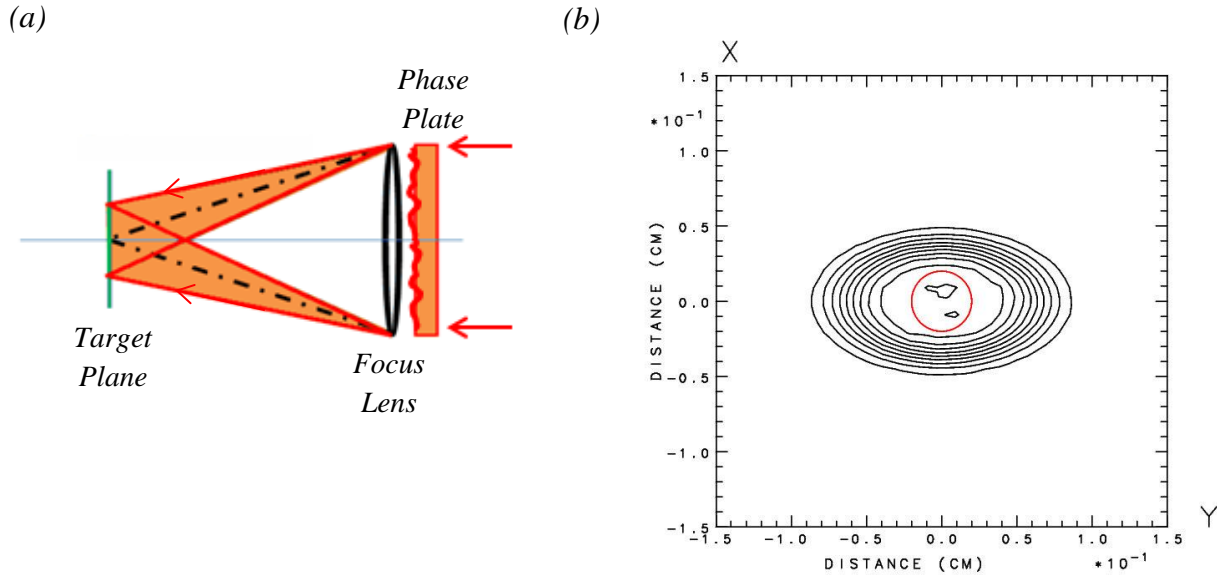 (a)
Phase
Plate
Target
Plane
Focus
Lens
(b)
X
1.5
*10⁻¹
1.0
0.5
0.0
-0.5
-1.0
-1.5
DISTANCE (CM)
-1.5 -1.0 -0.5 0.0 0.5 1.0 1.5
DISTANCE (CM) *10⁻¹
Y